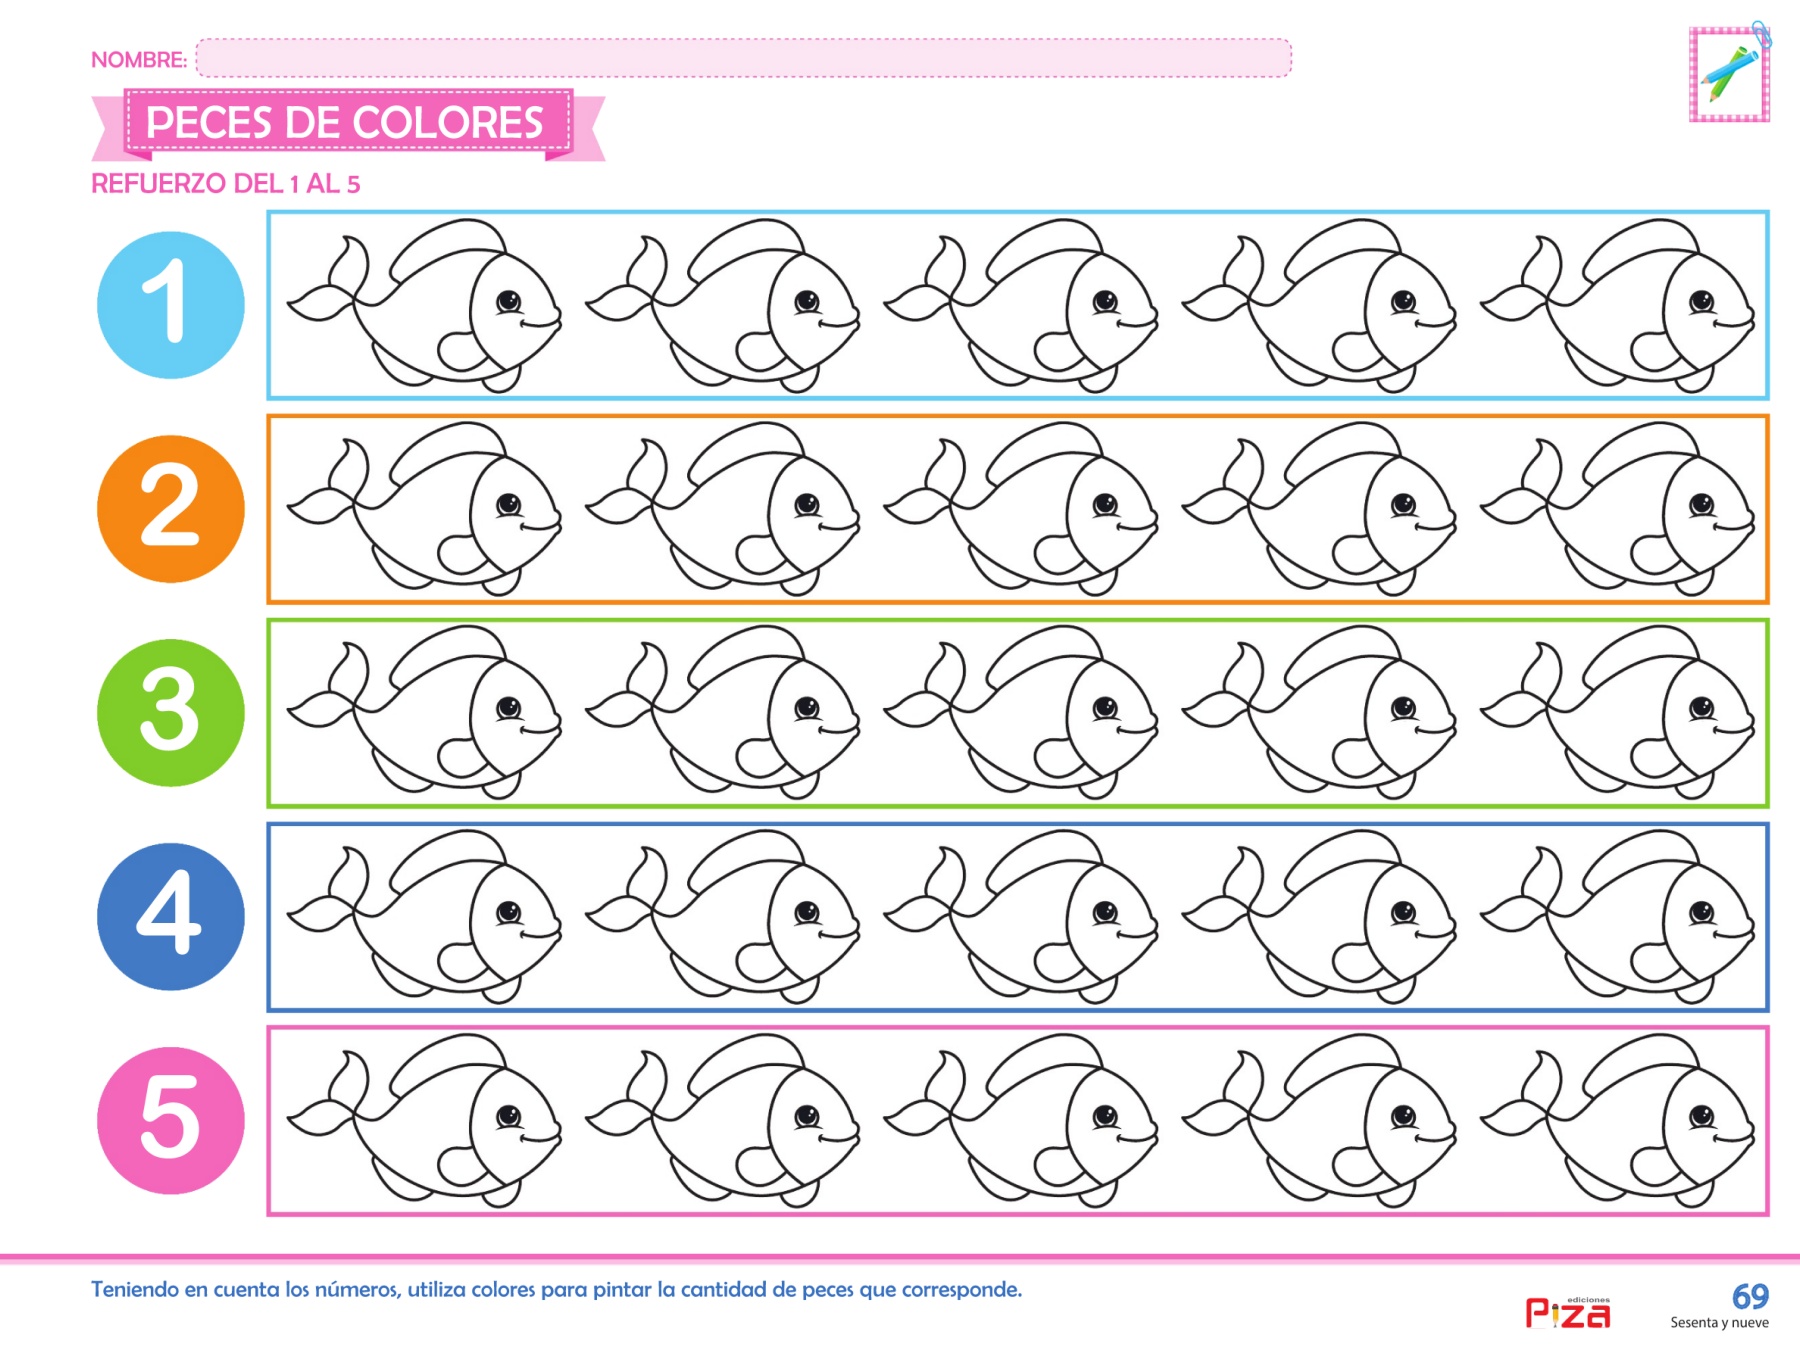 NOMBRE:
PECES DE COLORES
REFUERZO DEL 1 AL 5
1
2
3
4
5
Teniendo en cuenta los números, utiliza colores para pintar la cantidad de peces que corresponde.
ediciones
Piza
69
Sesenta y nueve